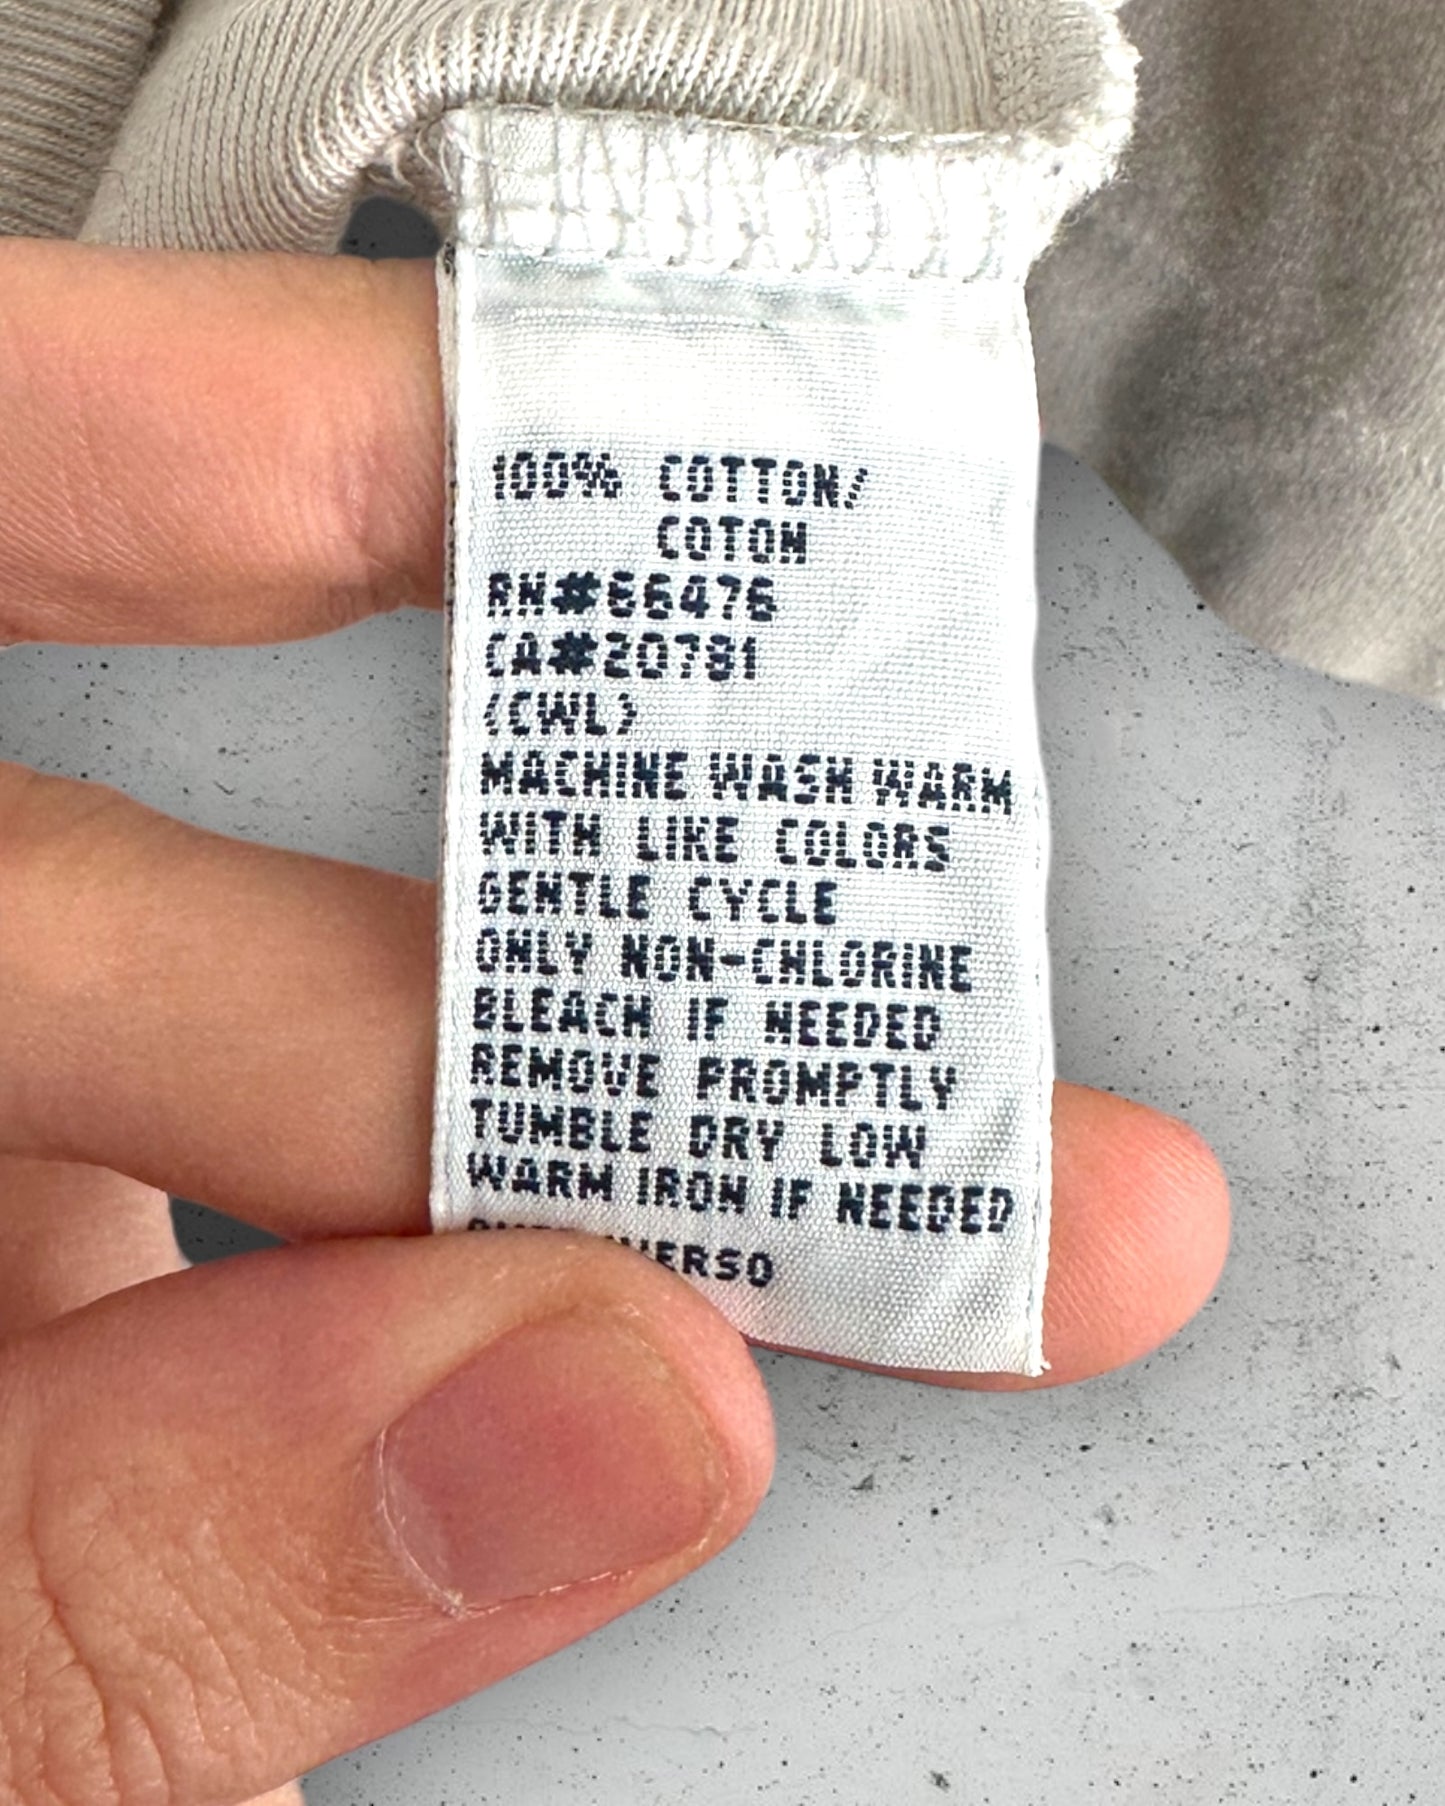 100% COTTON/
COTON
RN#66476
CA#20781
(CWL)
MACHINE WASH WARM
WITH LIKE COLORS
GENTLE CYCLE
ONLY NON-CHLORINE
BLEACH IF NEEDED
REMOVE PROMPTLY
TUMBLE DRY LOW
WARM IRON IF NEEDED